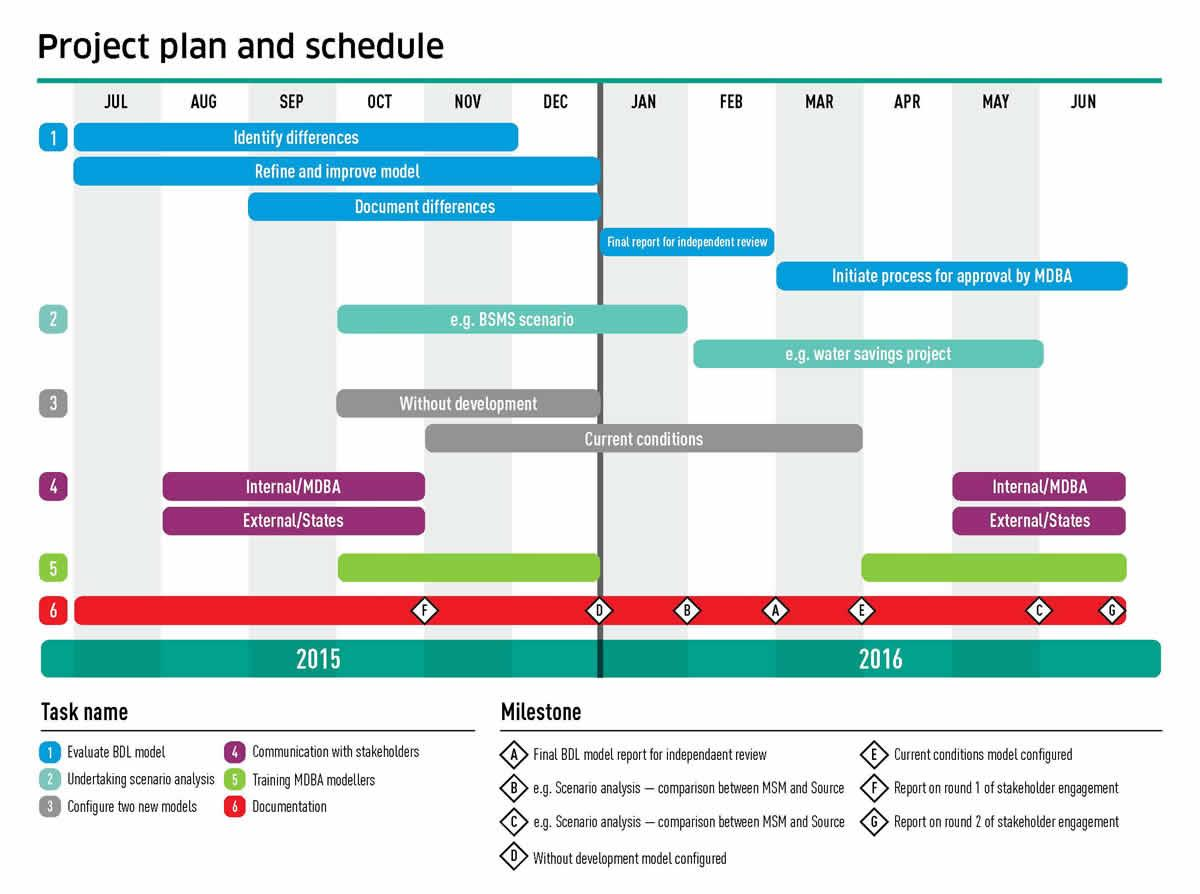 Project plan and schedule
JUL AUG SEP OCT NOV DEC JAN FEB MAR APR MAY JUN
1 Identify differences
Refine and improve model
Document differences
Final report for independent review
Initiate process for approval by MDBA
2 e.g. BSMS scenario
e.g. water savings project
3 Without development
Current conditions
4 Internal/MDBA Internal/MDBA
External/States External/States
5
6 F D B A E C G
2015 2016
Task name
1 Evaluate BDL model
2 Undertaking scenario analysis
3 Configure two new models
4 Communication with stakeholders
5 Training MDBA modellers
6 Documentation
Milestone
A Final BDL model report for independaent review
B e.g. Scenario analysis — comparison between MSM and Source
C e.g. Scenario analysis — comparison between MSM and Source
D Without development model configured
E Current conditions model configured
F Report on round 1 of stakeholder engagement
G Report on round 2 of stakeholder engagement